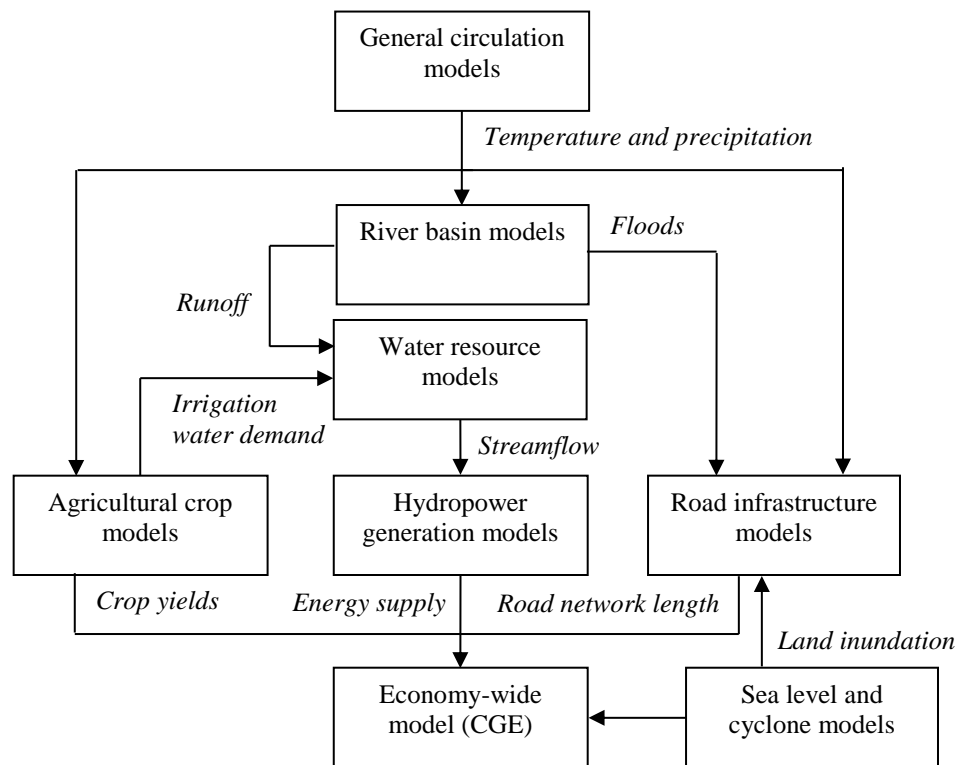 General circulation
models
Temperature and precipitation
River basin models
Floods
Runoff
Water resource
models
Irrigation
water demand
Streamflow
Agricultural crop
models
Hydropower
generation models
Road infrastructure
models
Crop yields
Energy supply
Road network length
Land inundation
Economy-wide
model (CGE)
Sea level and
cyclone models